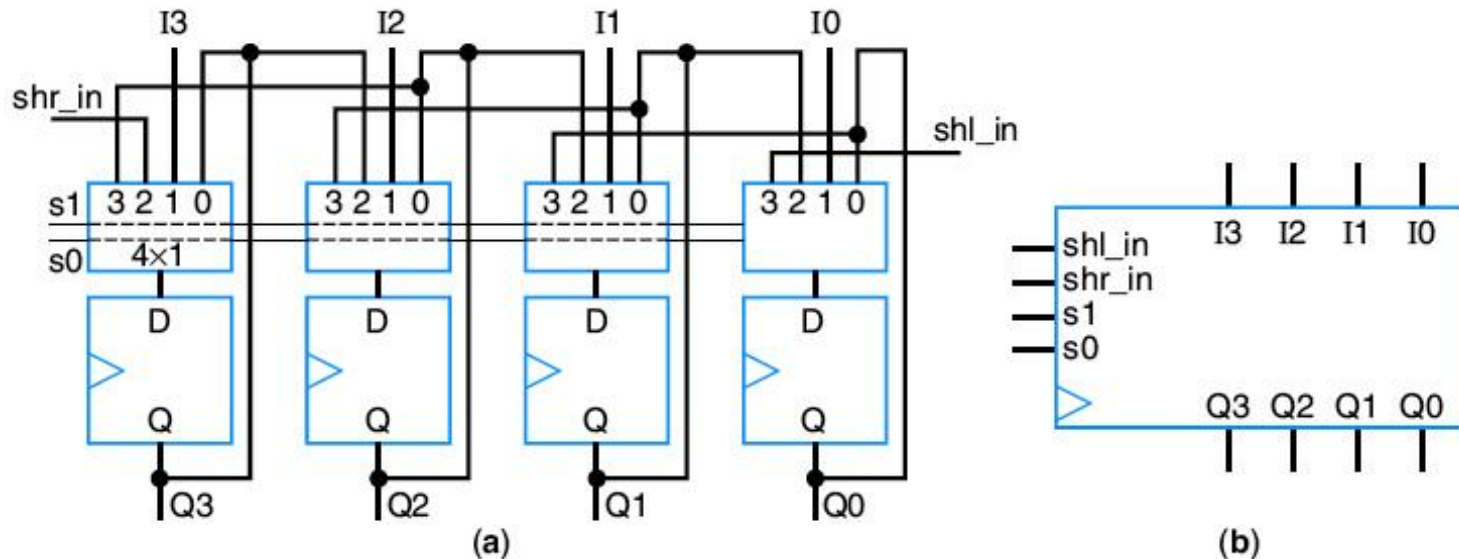 I3 I2 I1 I0
shr_in
shl_in
s1 3 2 1 0 3 2 1 0 3 2 1 0 3 2 1 0
s0 4×1
D D D D
Q Q Q Q
Q3 Q2 Q1 Q0
(a)
I3 I2 I1 I0
shl_in
shr_in
s1
s0
Q3 Q2 Q1 Q0
(b)